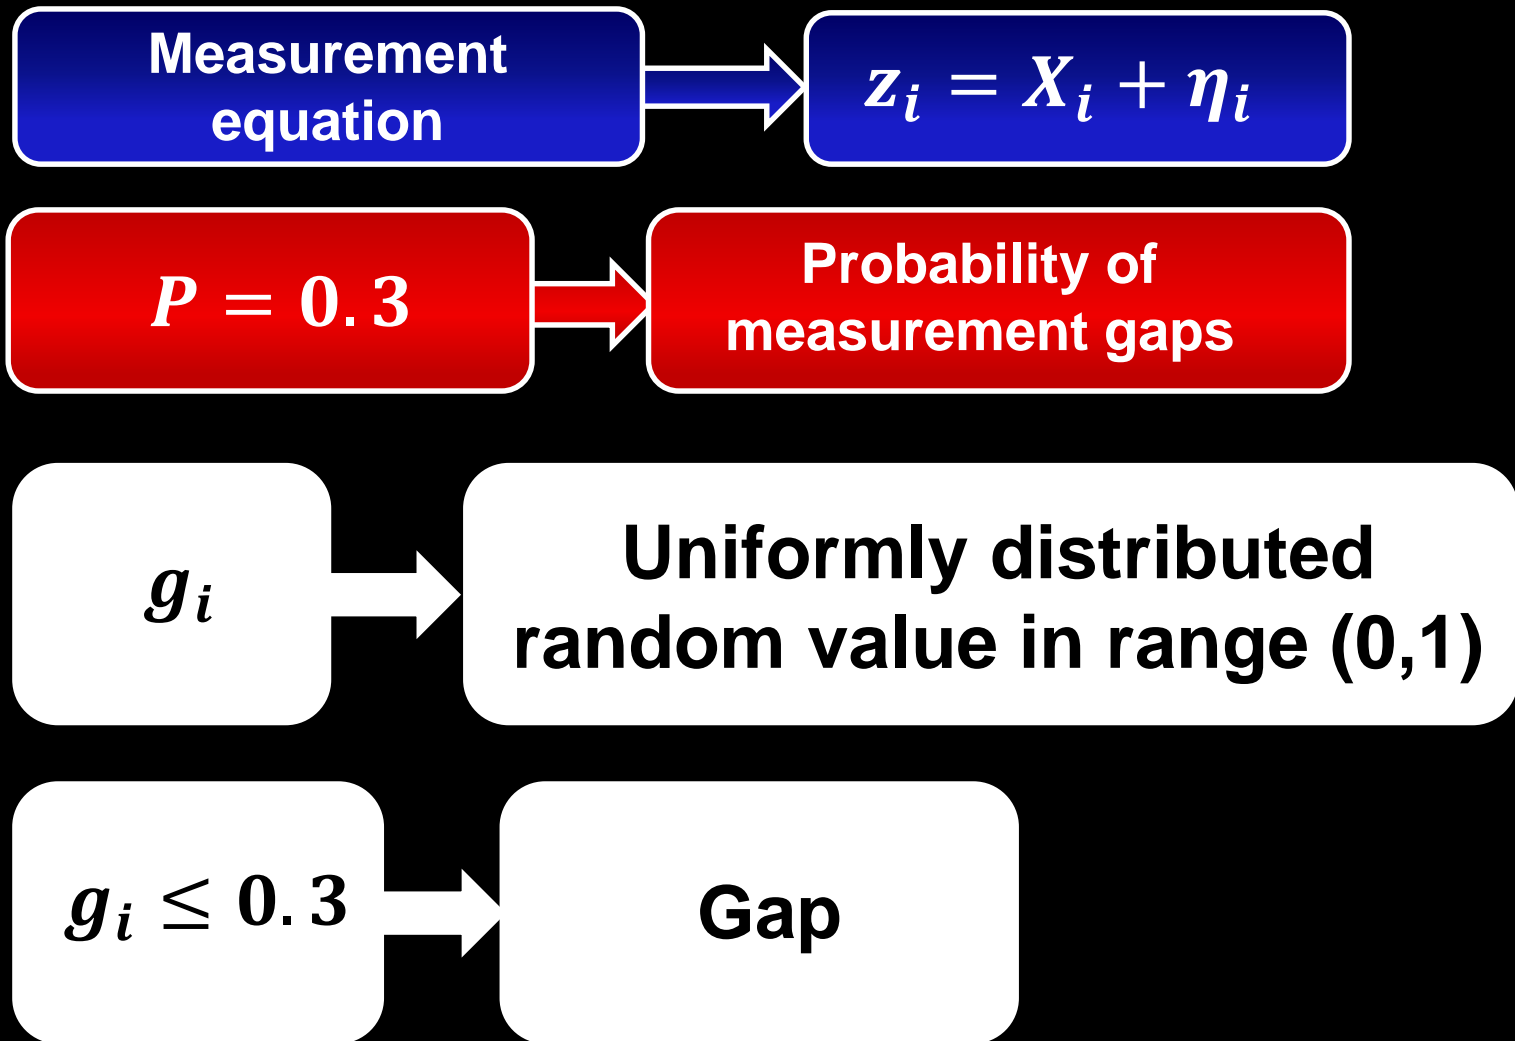 Measurement
equation
z_i = X_i + η_i
P = 0.3
Probability of
measurement gaps
g_i
Uniformly distributed
random value in range (0,1)
g_i ≤ 0.3
Gap